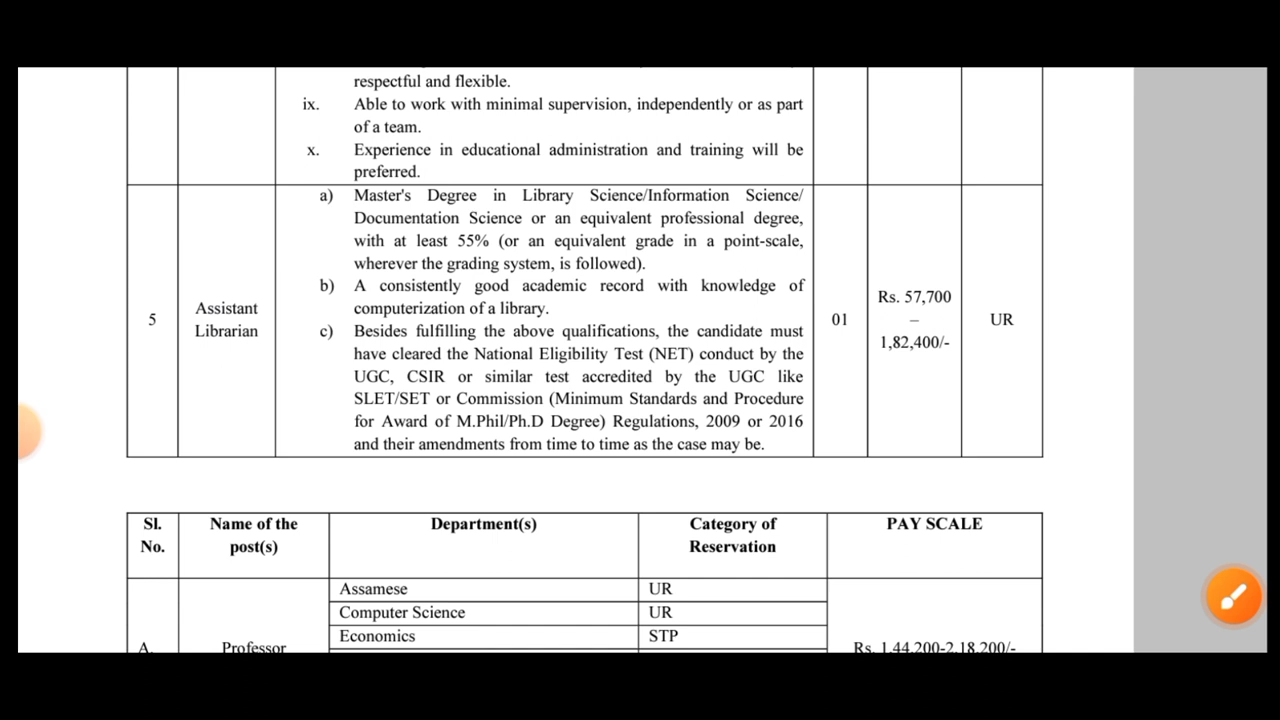 respectful and flexible.
ix. Able to work with minimal supervision, independently or as part
of a team.
x. Experience in educational administration and training will be
preferred.
5
Assistant
Librarian
a) Master's Degree in Library Science/Information Science/
Documentation Science or an equivalent professional degree,
with at least 55% (or an equivalent grade in a point-scale,
wherever the grading system, is followed).
b) A consistently good academic record with knowledge of
computerization of a library.
c) Besides fulfilling the above qualifications, the candidate must
have cleared the National Eligibility Test (NET) conduct by the
UGC, CSIR or similar test accredited by the UGC like
SLET/SET or Commission (Minimum Standards and Procedure
for Award of M.Phil/Ph.D Degree) Regulations, 2009 or 2016
and their amendments from time to time as the case may be.
01
Rs. 57,700
–
1,82,400/-
UR
Sl.
No.
Name of the
post(s)
Department(s)
Category of
Reservation
PAY SCALE
A.
Professor
Assamese
UR
Computer Science
UR
Economics
STP
Rs. 1,44,200-2,18,200/-